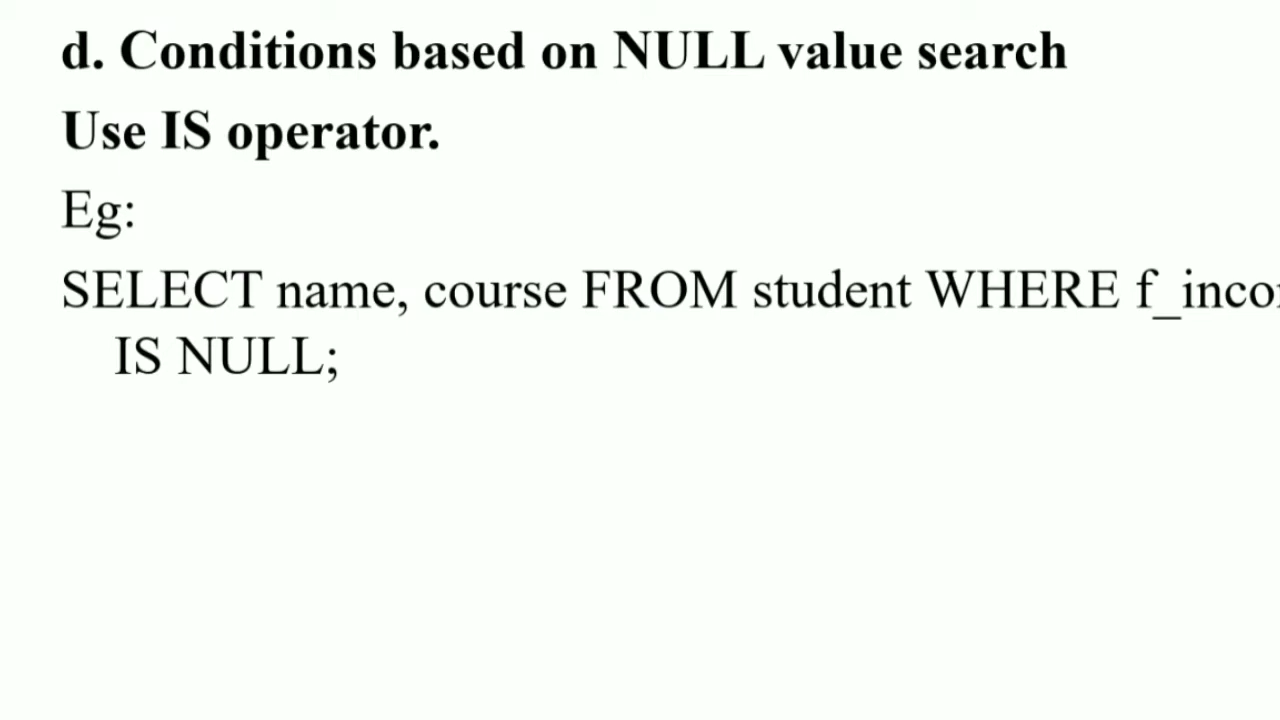 d. Conditions based on NULL value search
Use IS operator.
Eg:
SELECT name, course FROM student WHERE
IS NULL;